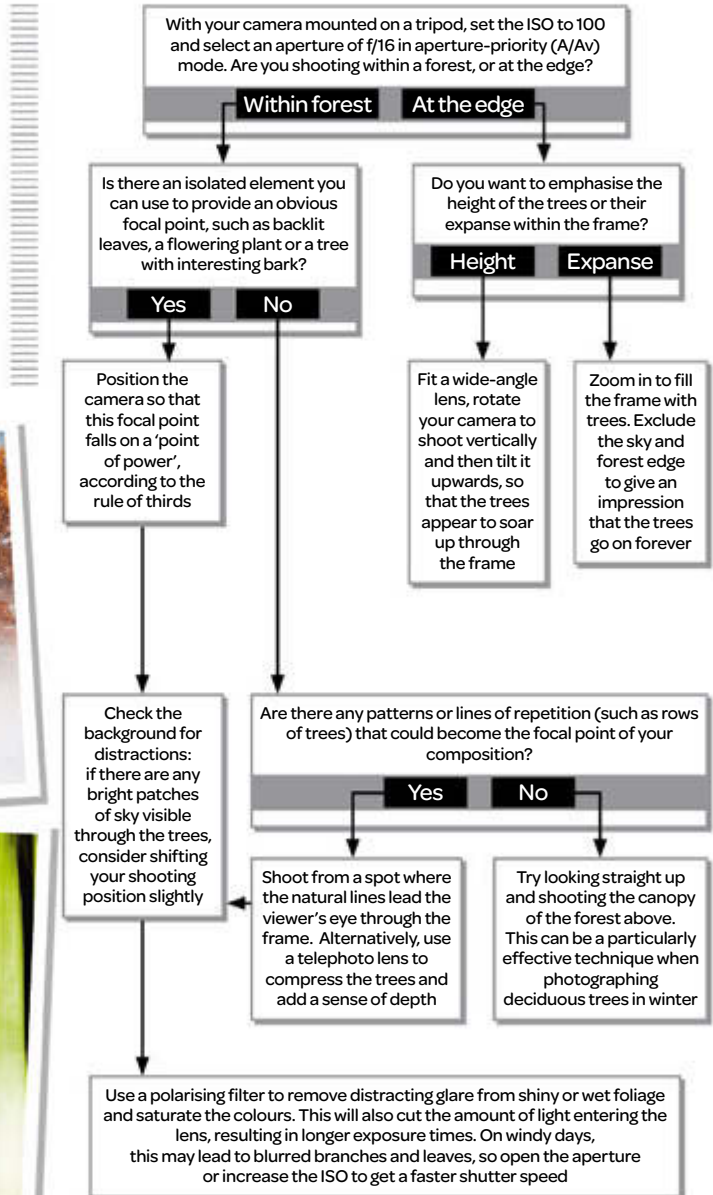 With your camera mounted on a tripod, set the ISO to 100
and select an aperture of f/16 in aperture-priority (A/Av)
mode. Are you shooting within a forest, or at the edge?
Within forest
At the edge
Is there an isolated element you
can use to provide an obvious
focal point, such as backlit
leaves, a flowering plant or a tree
with interesting bark?
Yes
No
Do you want to emphasise the
height of the trees or their
expanse within the frame?
Height
Expanse
Position the
camera so that
this focal point
falls on a ‘point
of power’,
according to the
rule of thirds
Fit a wide-angle
lens, rotate
your camera to
shoot vertically
and then tilt it
upwards, so
that the trees
appear to soar
up through
the frame
Zoom in to fill
the frame with
trees. Exclude
the sky and
forest edge
to give an
impression
that the trees
go on forever
Check the
background for
distractions:
if there are any
bright patches
of sky visible
through the trees,
consider shifting
your shooting
position slightly
Are there any patterns or lines of repetition (such as rows
of trees) that could become the focal point of your
composition?
Yes
No
Shoot from a spot where
the natural lines lead the
viewer’s eye through the
frame. Alternatively, use
a telephoto lens to
compress the trees and
add a sense of depth
Try looking straight up
and shooting the canopy
of the forest above.
This can be a particularly
effective technique when
photographing
deciduous trees in winter
Use a polarising filter to remove distracting glare from shiny or wet foliage
and saturate the colours. This will also cut the amount of light entering the
lens, resulting in longer exposure times. On windy days,
this may lead to blurred branches and leaves, so open the aperture
or increase the ISO to get a faster shutter speed